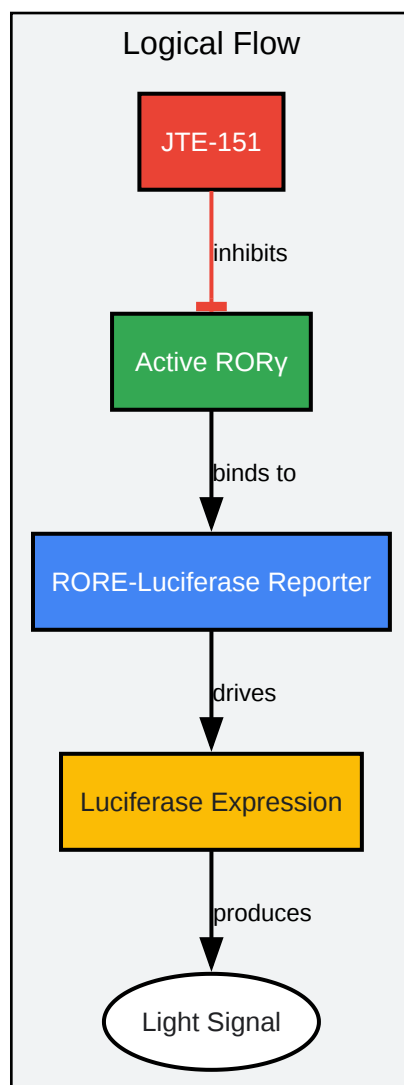 Logical Flow
JTE-151
inhibits
Active RORγ
binds to
RORE-Luciferase Reporter
drives
Luciferase Expression
produces
Light Signal